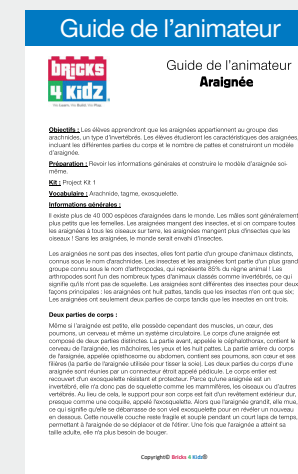 Guide de l'animateur
bricks
4 kidz
We Learn. We Build. We Play.
Guide de l'animateur
Araignée
Objectifs : Les élèves apprendront que les araignées appartiennent au groupe des
arachnides, un type d'invertébrés. Les élèves étudieront les caractéristiques des araignées,
incluant les différentes parties du corps et le nombre de pattes et construiront un modèle
d'araignée.
Préparation : Revoir les informations générales et construire le modèle d'araignée soi-
même.
Kit : Project Kit 1
Vocabulaire : Arachnide, tagme, exosquelette.
Informations générales :
Il existe plus de 40 000 espèces d'araignées dans le monde. Les mâles sont généralement
plus petits que les femelles. Les araignées mangent des insectes, et si on compare toutes
les araignées à tous les oiseaux sur terre, les araignées mangent plus d'insectes que les
oiseaux ! Sans les araignées, le monde serait envahi d'insectes.
Les araignées ne sont pas des insectes, elles font partie d'un groupe d'animaux distincts,
connus sous le nom d'arachnides. Les insectes et les araignées font partie d'un plus grand
groupe connu sous le nom d'arthropodes, qui représente 85% du règne animal ! Les
arthropodes sont l'un des nombreux types d'animaux classés comme invertébrés, ce qui
signifie qu'ils n'ont pas de squelette. Les araignées sont différentes des insectes pour deux
façons principales : les araignées ont huit pattes, tandis que les insectes n'en ont que six;
Les araignées ont seulement deux parties de corps tandis que les insectes en ont trois.
Deux parties de corps :
Même si l'araignée est petite, elle possède cependant des muscles, un cœur, des
poumons, un cerveau et même un système circulatoire. Le corps d'une araignée est
composé de deux parties distinctes. La partie avant, appelée le céphalothorax, contient le
cerveau de l'araignée, les mâchoires, les yeux et les huit pattes. La partie arrière du corps
de l'araignée, appelée opisthosome ou abdomen, contient ses poumons, son cœur et ses
filières (la partie de l'araignée utilisée pour tisser la soie). Les deux parties du corps d'une
araignée sont réunies par un connecteur étroit appelé pédicule. Le corps entier est
recouvert d'un exosquelette résistant et protecteur. Parce qu'une araignée est un
invertébré, elle n'a donc pas de squelette comme les mammifères, les oiseaux ou d'autres
vertébrés. Au lieu de cela, le support pour son corps est fait d'un revêtement extérieur dur,
presque comme une coquille, appelé l'exosquelette. Alors que l'araignée grandit, elle mue,
ce qui signifie qu'elle se débarrasse de son vieil exosquelette pour en révéler un nouveau
en dessous. Cette nouvelle couche reste fragile et souple pendant un court laps de temps,
permettant à l'araignée de se déplacer et de s'étirer. Une fois que l'araignée a atteint sa
taille adulte, elle n'a plus besoin de bouger.
Copyright© Bricks 4 Kidz®